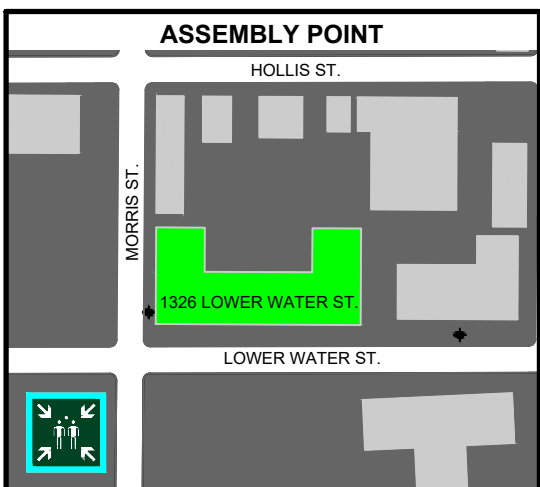 ASSEMBLY POINT
HOLLIS ST.
MORRIS ST.
1326 LOWER WATER ST.
LOWER WATER ST.